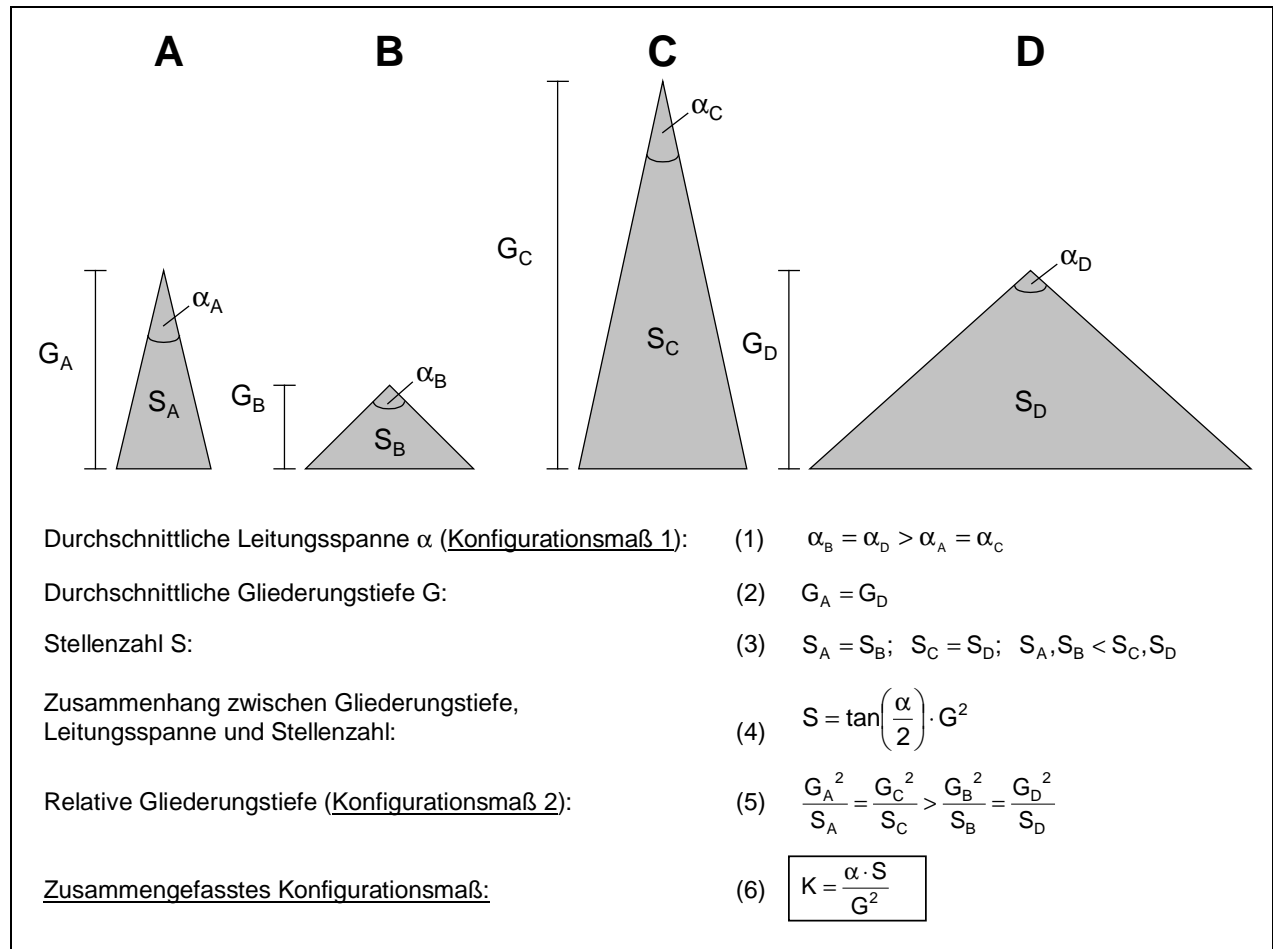 A B C D
α_C
G_C
α_A
α_D
G_A
S_A
G_B
α_B
S_B
S_C
G_D
S_D
Durchschnittliche Leitungsspanne α (Konfigurationsmaß 1): (1) α_B = α_D > α_A = α_C
Durchschnittliche Gliederungstiefe G: (2) G_A = G_D
Stellenzahl S: (3) S_A = S_B; S_C = S_D; S_A, S_B < S_C, S_D
Zusammenhang zwischen Gliederungstiefe,
Leitungsspanne und Stellenzahl: (4) S = tan(α/2) · G²
Relative Gliederungstiefe (Konfigurationsmaß 2): (5) G_A²/S_A = G_C²/S_C > G_B²/S_B = G_D²/S_D
Zusammengefasstes Konfigurationsmaß: (6) K = α · S/G²